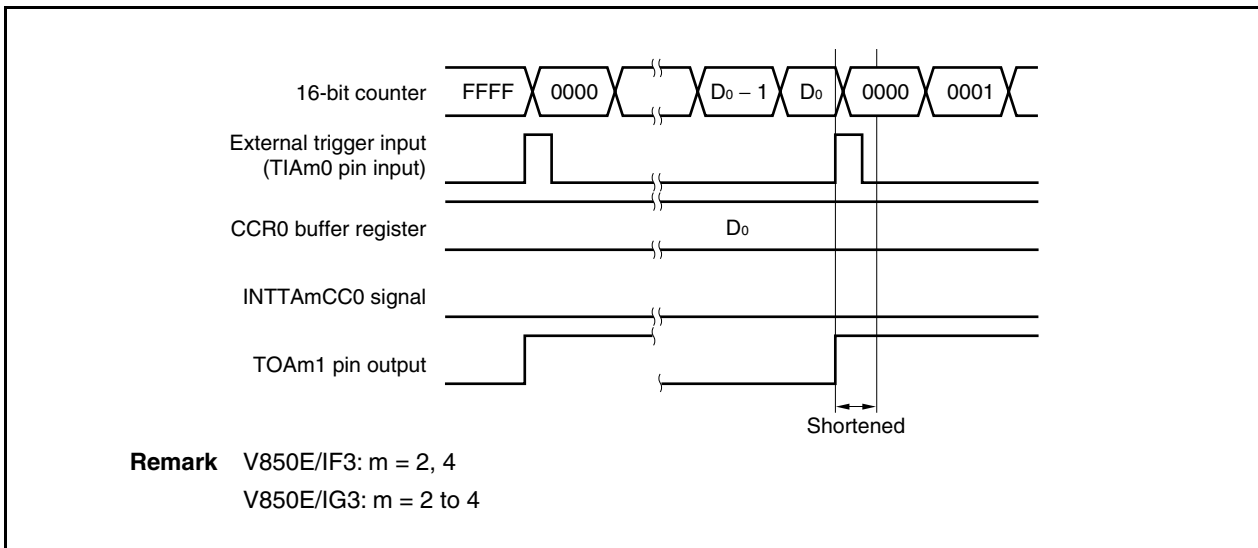 16-bit counter FFFF 0000 D0 − 1 D0 0000 0001
External trigger input
(TIAm0 pin input)
CCR0 buffer register D0
INTTAmCC0 signal
TOAm1 pin output
Shortened
Remark V850E/IF3: m = 2, 4
V850E/IG3: m = 2 to 4